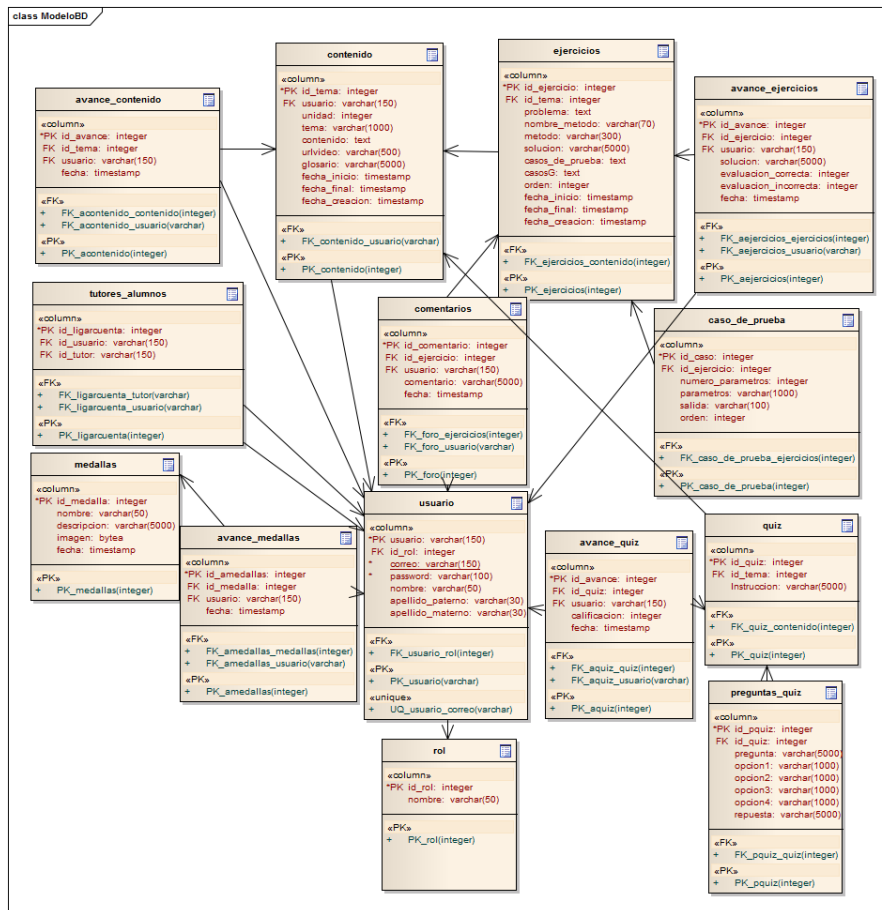 class ModeloBD
contenido
«column»
*PK id_tema: integer
FK usuario: varchar(150)
unidad: integer
tema: varchar(1000)
contenido: text
urlvideo: varchar(500)
glosario: varchar(5000)
fecha_inicio: timestamp
fecha_final: timestamp
fecha_creacion: timestamp
«FK»
+ FK_contenido_usuario(varchar)
«PK»
+ PK_contenido(integer)
ejercicios
«column»
*PK id_ejercicio: integer
FK id_tema: integer
problema: text
nombre_metodo: varchar(70)
metodo: varchar(300)
solucion: varchar(5000)
casos_de_prueba: text
casosG: text
orden: integer
fecha_inicio: timestamp
fecha_final: timestamp
fecha_creacion: timestamp
«FK»
+ FK_ejercicios_contenido(integer)
«PK»
+ PK_ejercicios(integer)
avance_contenido
«column»
*PK id_avance: integer
FK id_tema: integer
FK usuario: varchar(150)
fecha: timestamp
«FK»
+ FK_acontenido_contenido(integer)
+ FK_acontenido_usuario(varchar)
«PK»
+ PK_acontenido(integer)
avance_ejercicios
«column»
*PK id_avance: integer
FK id_ejercicio: integer
FK usuario: varchar(150)
solucion: varchar(5000)
evaluacion_correcta: integer
evaluacion_incorrecta: integer
fecha: timestamp
«FK»
+ FK_aejercicios_ejercicios(integer)
+ FK_aejercicios_usuario(varchar)
«PK»
+ PK_aejercicios(integer)
tutores_alumnos
«column»
*PK id_ligarcuenta: integer
FK id_usuario: varchar(150)
FK id_tutor: varchar(150)
«FK»
+ FK_ligarcuenta_tutor(varchar)
+ FK_ligarcuenta_usuario(varchar)
«PK»
+ PK_ligarcuenta(integer)
comentarios
«column»
*PK id_comentario: integer
FK id_ejercicio: integer
FK usuario: varchar(150)
comentario: varchar(5000)
fecha: timestamp
«FK»
+ FK_foro_ejercicios(integer)
+ FK_foro_usuario(varchar)
«PK»
+ PK_foro(integer)
caso_de_prueba
«column»
*PK id_caso: integer
FK id_ejercicio: integer
numero_parametros: integer
parametros: varchar(1000)
salida: varchar(100)
orden: integer
«FK»
+ FK_caso_de_prueba_ejercicios(integer)
«PK»
+ PK_caso_de_prueba(integer)
medallas
«column»
*PK id_medalla: integer
nombre: varchar(50)
descripcion: varchar(5000)
imagen: bytea
fecha: timestamp
«PK»
+ PK_medallas(integer)
avance_medallas
«column»
*PK id_amedallas: integer
FK id_medalla: integer
FK usuario: varchar(150)
fecha: timestamp
«FK»
+ FK_amedallas_medallas(integer)
+ FK_amedallas_usuario(varchar)
«PK»
+ PK_amedallas(integer)
usuario
«column»
*PK usuario: varchar(150)
FK id_rol: integer
* correo: varchar(150)
* password: varchar(100)
nombre: varchar(50)
apellido_paterno: varchar(30)
apellido_materno: varchar(30)
«FK»
+ FK_usuario_rol(integer)
«PK»
+ PK_usuario(varchar)
«unique»
+ UQ_usuario_correo(varchar)
avance_quiz
«column»
*PK id_avance: integer
FK id_quiz: integer
FK usuario: varchar(150)
calificacion: integer
fecha: timestamp
«FK»
+ FK_aquiz_quiz(integer)
+ FK_aquiz_usuario(varchar)
«PK»
+ PK_aquiz(integer)
quiz
«column»
*PK id_quiz: integer
FK id_tema: integer
Instruccion: varchar(5000)
«FK»
+ FK_quiz_contenido(integer)
«PK»
+ PK_quiz(integer)
preguntas_quiz
«column»
*PK id_pquiz: integer
FK id_quiz: integer
pregunta: varchar(5000)
opcion1: varchar(1000)
opcion2: varchar(1000)
opcion3: varchar(1000)
opcion4: varchar(1000)
repuesta: varchar(5000)
«FK»
+ FK_pquiz_quiz(integer)
«PK»
+ PK_pquiz(integer)
rol
«column»
*PK id_rol: integer
nombre: varchar(50)
«PK»
+ PK_rol(integer)